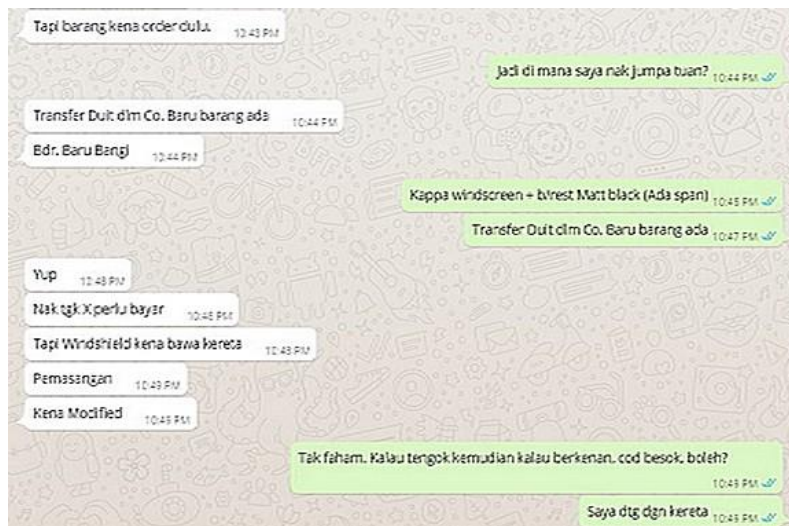 Tapi barang kena order dulu. 10:43 PM
Jadi di mana saya nak jumpa tuan? 10:44 PM
Transfer Duit dlm Co. Baru barang ada 10:44 PM
Bdr. Baru Bangi 10:44 PM
Kappa windscreen + b/rest Matt black (Ada span) 10:45 PM
Transfer Duit dlm Co. Baru barang ada 10:47 PM
Yup 10:48 PM
Nak tgk X perlu bayar 10:48 PM
Tapi Windshield kena bawa kereta 10:48 PM
Pemasangan 10:49 PM
Kena Modified 10:49 PM
Tak faham. Kalau tengok kemudian kalau berkenan. cod besok. boleh?
10:49 PM
Saya dtg dgn kereta 10:49 PM